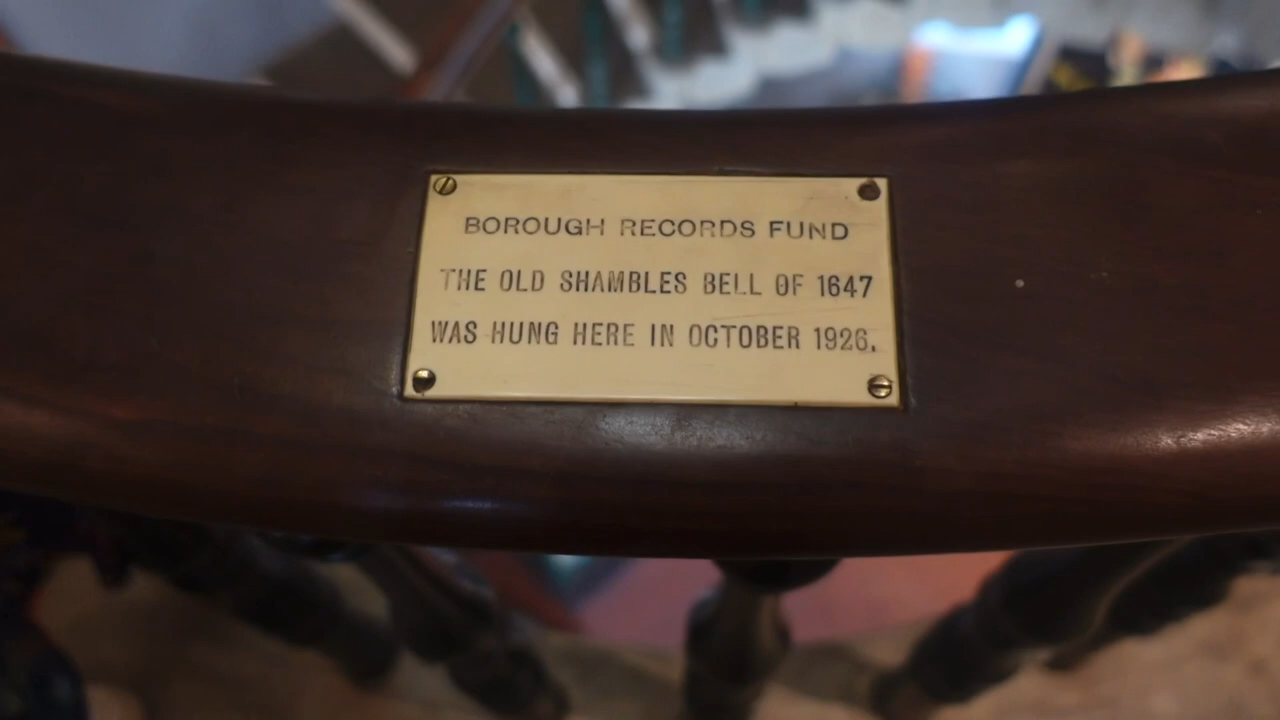 BOROUGH RECORDS FUND
THE OLD SHAMBLES BELL OF 1647
WAS HUNG HERE IN OCTOBER 1926.